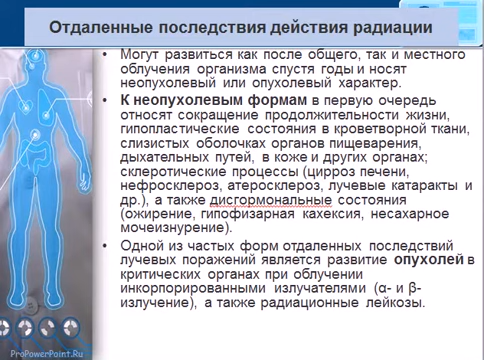 Отдаленные последствия действия радиации
• Могут развиться как после общего, так и местного
облучения организма спустя годы и носят
неопухолевый или опухолевый характер.
• К неопухолевым формам в первую очередь
относят сокращение продолжительности жизни,
гипопластические состояния в кроветворной ткани,
слизистых оболочках органов пищеварения,
дыхательных путей, в коже и других органах;
склеротические процессы (цирроз печени,
нефросклероз, атеросклероз, лучевые катаракты и
др.), а также дисгормональные состояния
(ожирение, гипофизарная кахексия, несахарное
мочеизнурение).
• Одной из частых форм отдаленных последствий
лучевых поражений является развитие опухолей в
критических органах при облучении
инкорпорированными излучателями (α- и β-
излучение), а также радиационные лейкозы.
ProPowerPoint.Ru